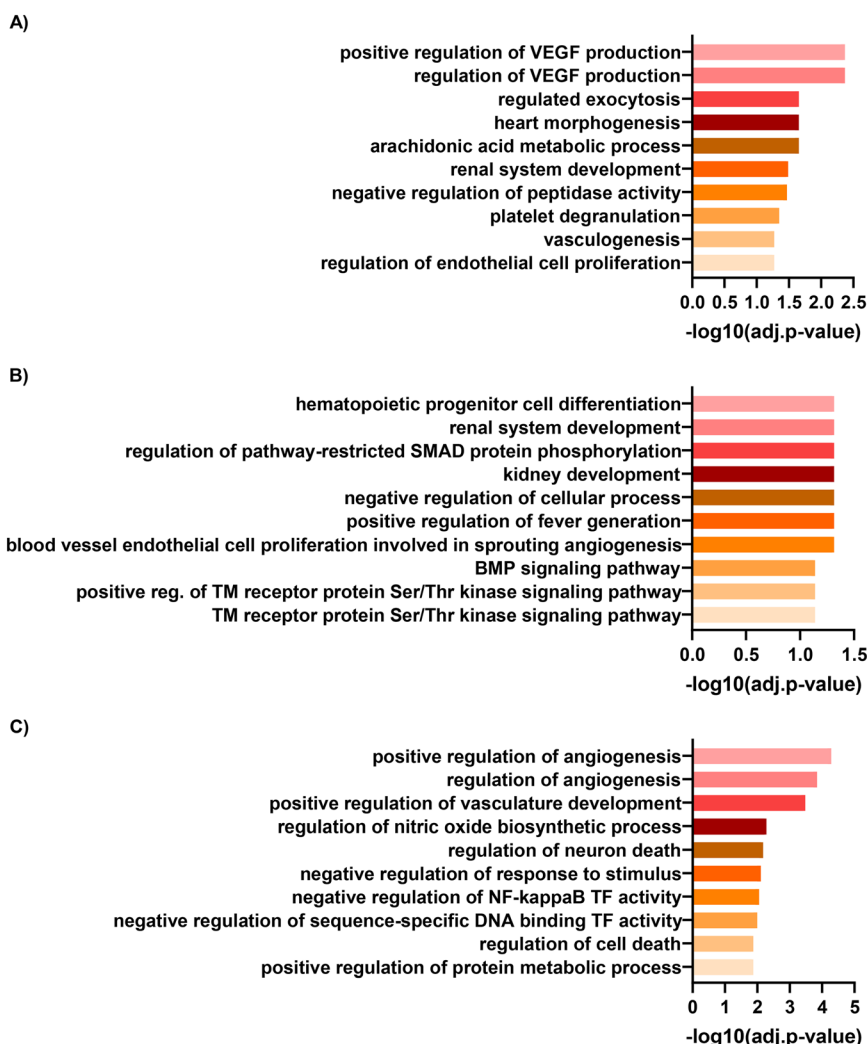 A)
positive regulation of VEGF production
regulation of VEGF production
regulated exocytosis
heart morphogenesis
arachidonic acid metabolic process
renal system development
negative regulation of peptidase activity
platelet degranulation
vasculogenesis
regulation of endothelial cell proliferation
0.0 0.5 1.0 1.5 2.0 2.5
-log10(adj.p-value)
B)
hematopoietic progenitor cell differentiation
renal system development
regulation of pathway-restricted SMAD protein phosphorylation
kidney development
negative regulation of cellular process
positive regulation of fever generation
blood vessel endothelial cell proliferation involved in sprouting angiogenesis
BMP signaling pathway
positive reg. of TM receptor protein Ser/Thr kinase signaling pathway
TM receptor protein Ser/Thr kinase signaling pathway
0.0 0.5 1.0 1.5
-log10(adj.p-value)
C)
positive regulation of angiogenesis
regulation of angiogenesis
positive regulation of vasculature development
regulation of nitric oxide biosynthetic process
regulation of neuron death
negative regulation of response to stimulus
negative regulation of NF-kappaB TF activity
negative regulation of sequence-specific DNA binding TF activity
regulation of cell death
positive regulation of protein metabolic process
0 1 2 3 4 5
-log10(adj.p-value)